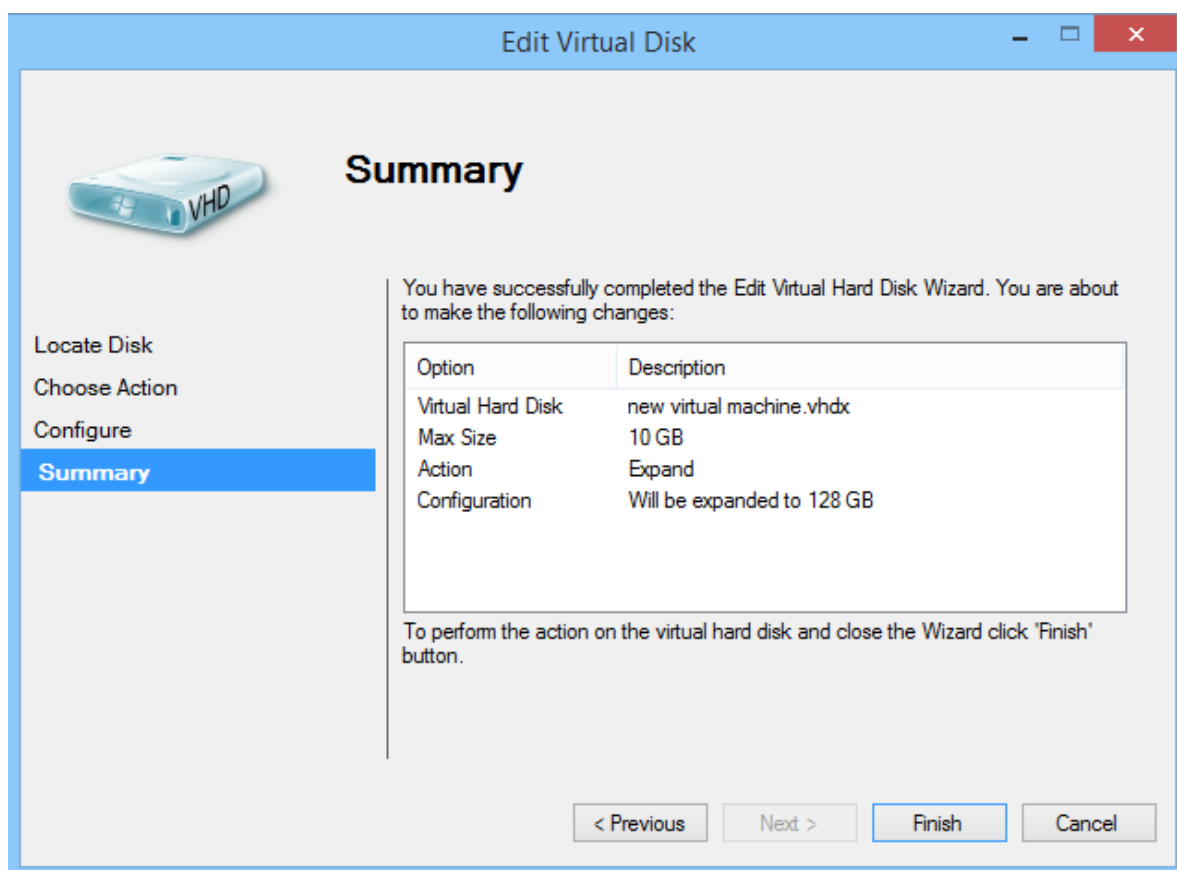 Edit Virtual Disk
VHD
Summary
You have successfully completed the Edit Virtual Hard Disk Wizard. You are about
to make the following changes:
Locate Disk
Choose Action
Configure
Summary
Option Description
Virtual Hard Disk new virtual machine.vhdx
Max Size 10 GB
Action Expand
Configuration Will be expanded to 128 GB
To perform the action on the virtual hard disk and close the Wizard click 'Finish'
button.
< Previous Next > Finish Cancel